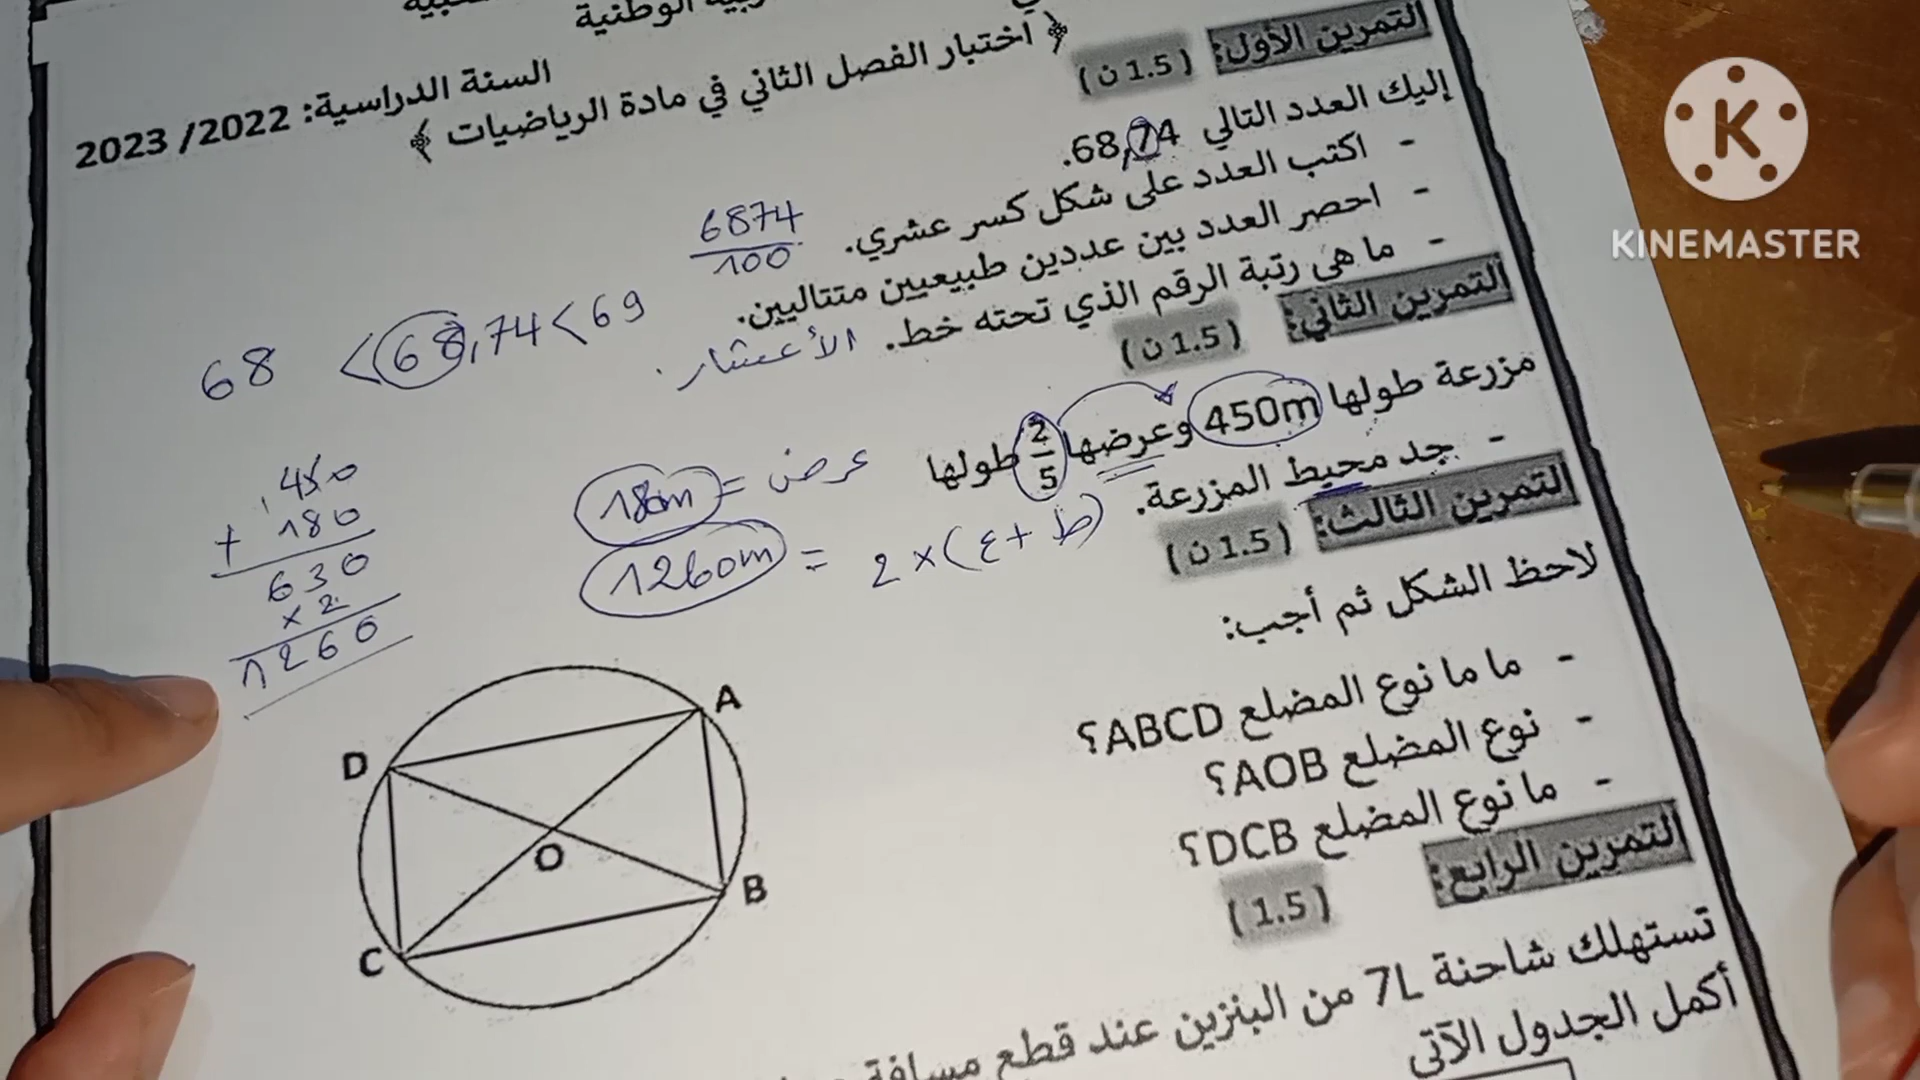 السنة الدراسية: 2022/ 2023
﴿ اختبار الفصل الثاني في مادة الرياضيات ﴾
التمرين الأول: (1.5 ن)
إليك العدد التالي 68,74.
- اكتب العدد على شكل كسر عشري. 6874/100
- احصر العدد بين عددين طبيعيين متتاليين.
68 < 68,74 < 69
- ما هي رتبة الرقم الذي تحته خط. الأعشار.
التمرين الثاني: (1.5 ن)
مزرعة طولها 450m وعرضها 2/5 طولها
عرض = 180m
- جد محيط المزرعة.
1260m = 2 × (ع + ط)
450
+ 180
630
× 2
1260
التمرين الثالث: (1.5 ن)
لاحظ الشكل ثم أجب:
- ما ما نوع المضلع ABCD؟
- نوع المضلع AOB؟
- ما نوع المضلع DCB؟
A
D
O
B
C
التمرين الرابع: (1.5)
تستهلك شاحنة 7L من البنزين عند قطع مسافة
أكمل الجدول الآتي
K
KINEMASTER